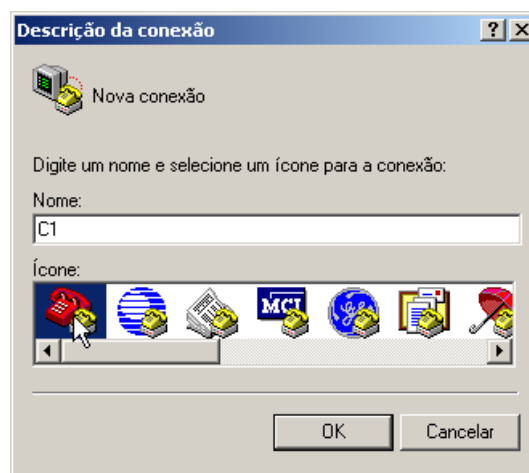 Descrição da conexão
Nova conexão
Digite um nome e selecione um ícone para a conexão:
Nome:
C1
Ícone:
MCI
OK
Cancelar